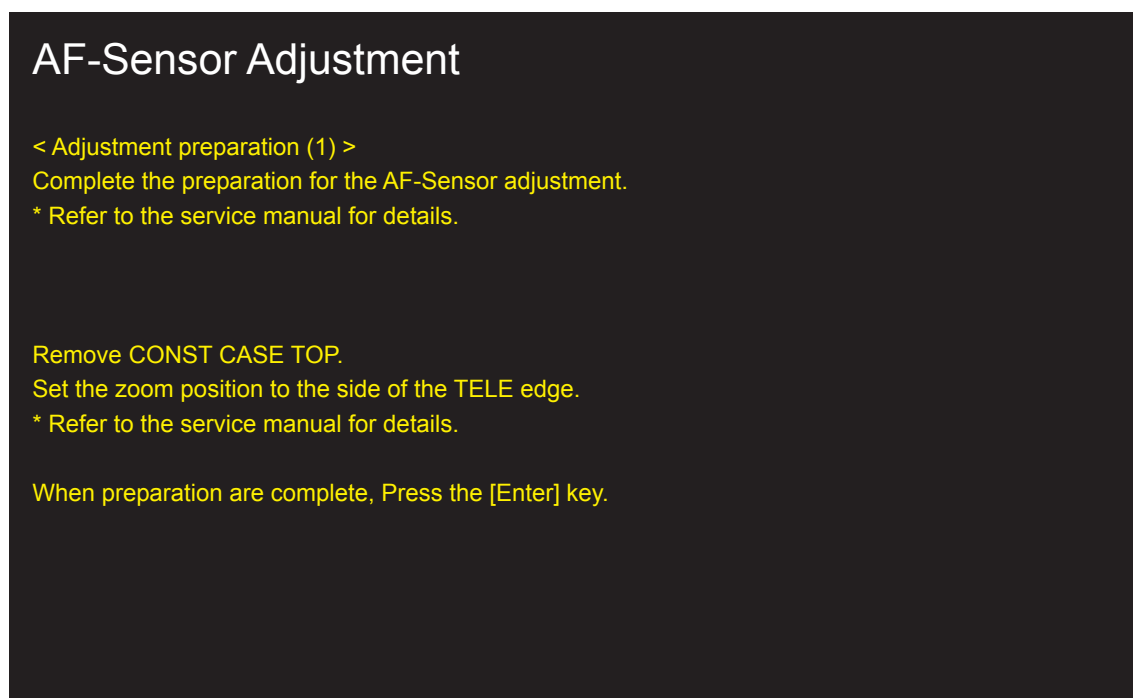 AF-Sensor Adjustment
< Adjustment preparation (1) >
Complete the preparation for the AF-Sensor adjustment.
* Refer to the service manual for details.
Remove CONST CASE TOP.
Set the zoom position to the side of the TELE edge.
* Refer to the service manual for details.
When preparation are complete, Press the [Enter] key.